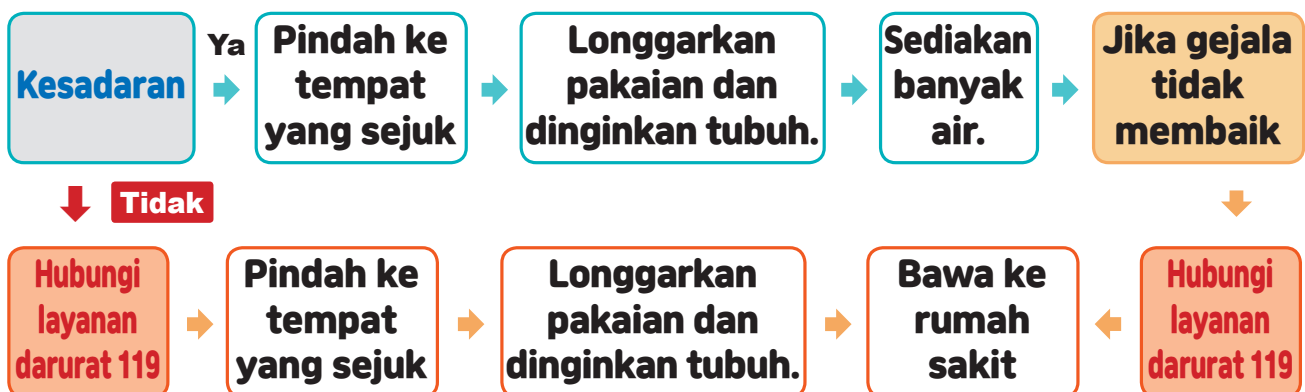 Kesadaran
Ya
Pindah ke
tempat
yang sejuk
Longgarkan
pakaian dan
dinginkan tubuh.
Sediakan
banyak
air.
Jika gejala
tidak
membaik
Tidak
Hubungi
layanan
darurat 119
Pindah ke
tempat
yang sejuk
Longgarkan
pakaian dan
dinginkan tubuh.
Bawa ke
rumah
sakit
Hubungi
layanan
darurat 119